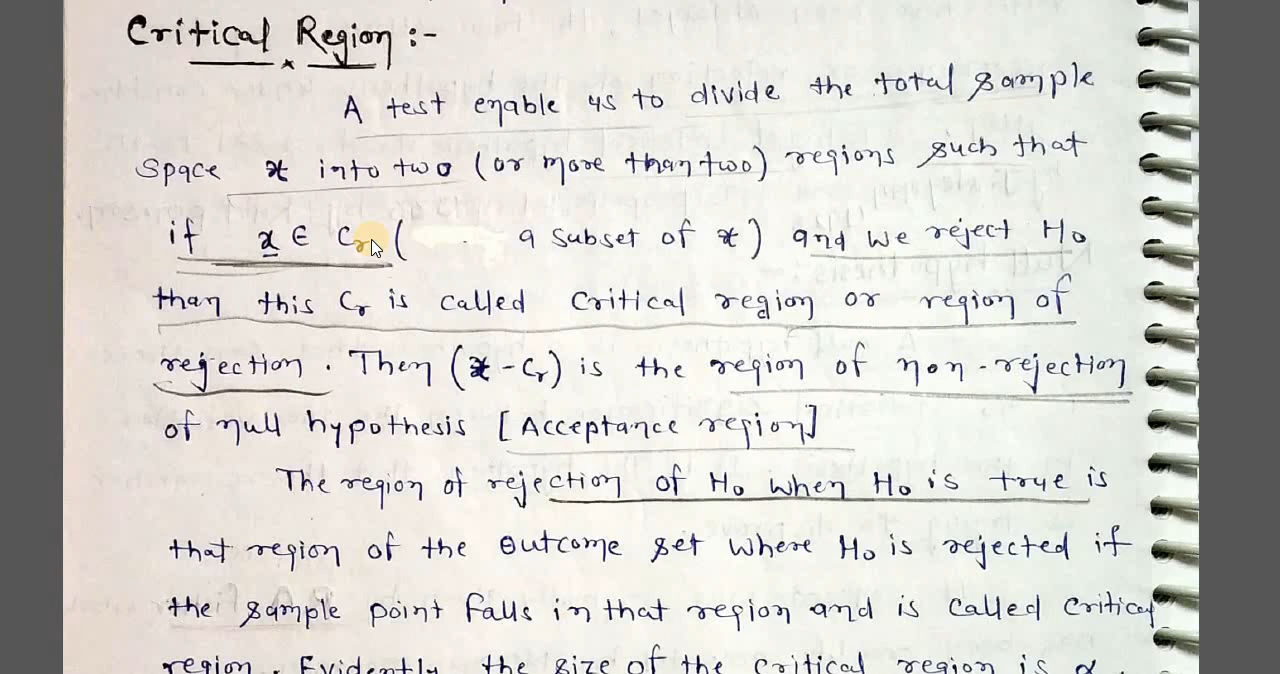 Critical Region :-
A test enable us to divide the total sample
space 𝔛 into two (or more than two) regions such that
if x ∈ Cr ( a subset of 𝔛) and we reject H₀
than this Cr is called critical region or region of
rejection. Then (𝔛 - Cr) is the region of non-rejection
of null hypothesis [Acceptance region]
The region of rejection of H₀ when H₀ is true is
that region of the outcome set where H₀ is rejected if
the sample point falls in that region and is called critical
region. Evidently the size of the critical region is α.